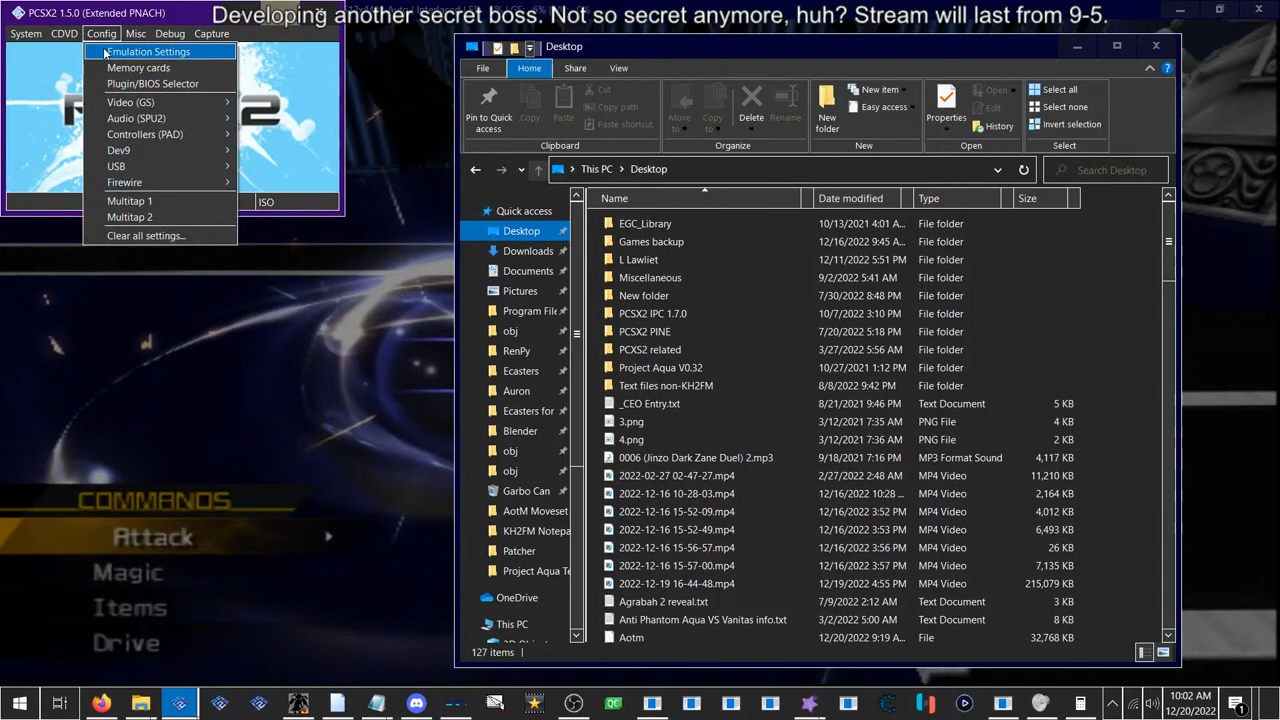 Developing another secret boss. Not so secret anymore, huh? Stream will last from 9-5.
PCSX2 1.5.0 (Extended PNACH)
System CDVD Config Misc Debug Capture
Emulation Settings
Memory cards
Plugin/BIOS Selector
Video (GS)
Audio (SPU2)
Controllers (PAD)
Dev9
USB
Firewire
Multitap 1
Multitap 2
Clear all settings...
ISO
COMMANDS
Attack
Magic
Items
Drive
Desktop
File Home Share View
Pin to Quick access
Copy
Paste
Cut
Copy path
Paste shortcut
Clipboard
Move to
Copy to
Delete
Rename
Organize
New folder
New item
Easy access
New
Properties
Open
Edit
History
Open
Select all
Select none
Invert selection
Select
This PC > Desktop
Search Desktop
Quick access
Desktop
Downloads
Documents
Pictures
Program File
obj
RenPy
Ecasters
Auron
Ecasters for
Blender
obj
obj
Garbo Can
AotM Moveset
KH2FM Notepa
Patcher
Project Aqua Te
OneDrive
This PC
Name Date modified Type Size
EGC_Library 10/13/2021 4:01 A... File folder
Games backup 12/16/2022 9:45 A... File folder
L Lawliet 12/11/2022 5:51 PM File folder
Miscellaneous 9/2/2022 5:41 AM File folder
New folder 7/30/2022 8:48 PM File folder
PCSX2 IPC 1.7.0 10/7/2022 3:10 PM File folder
PCSX2 PINE 7/20/2022 5:18 PM File folder
PCXS2 related 3/27/2022 5:56 AM File folder
Project Aqua V0.32 10/27/2021 1:12 PM File folder
Text files non-KH2FM 8/8/2022 9:42 PM File folder
_CEO Entry.txt 8/21/2021 9:46 PM Text Document 5 KB
3.png 3/12/2021 7:35 AM PNG File 4 KB
4.png 3/12/2021 7:36 AM PNG File 2 KB
0006 (Jinzo Dark Zane Duel) 2.mp3 9/18/2021 7:16 PM MP3 Format Sound 4,117 KB
2022-02-27 02-47-27.mp4 2/27/2022 2:48 AM MP4 Video 11,210 KB
2022-12-16 10-28-03.mp4 12/16/2022 10:28 ... MP4 Video 2,164 KB
2022-12-16 15-52-09.mp4 12/16/2022 3:52 PM MP4 Video 4,012 KB
2022-12-16 15-52-49.mp4 12/16/2022 3:53 PM MP4 Video 6,493 KB
2022-12-16 15-56-57.mp4 12/16/2022 3:56 PM MP4 Video 26 KB
2022-12-16 15-57-00.mp4 12/16/2022 3:57 PM MP4 Video 7,135 KB
2022-12-19 16-44-48.mp4 12/19/2022 4:55 PM MP4 Video 215,079 KB
Agrabah 2 reveal.txt 7/9/2022 2:12 AM Text Document 3 KB
Anti Phantom Aqua VS Vanitas info.txt 3/2/2022 5:00 AM Text Document 8 KB
Aotm 12/20/2022 9:19 A... File 32,768 KB
127 items
QC
10:02 AM
12/20/2022
1